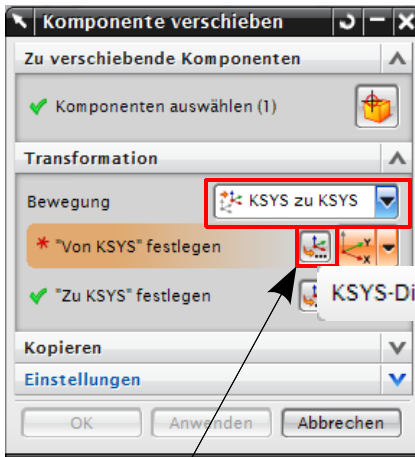 Komponente verschieben
Zu verschiebende Komponenten
Komponenten auswählen (1)
Transformation
Bewegung KSYS zu KSYS
* "Von KSYS" festlegen
"Zu KSYS" festlegen KSYS-Di
Kopieren
Einstellungen
OK Anwenden Abbrechen